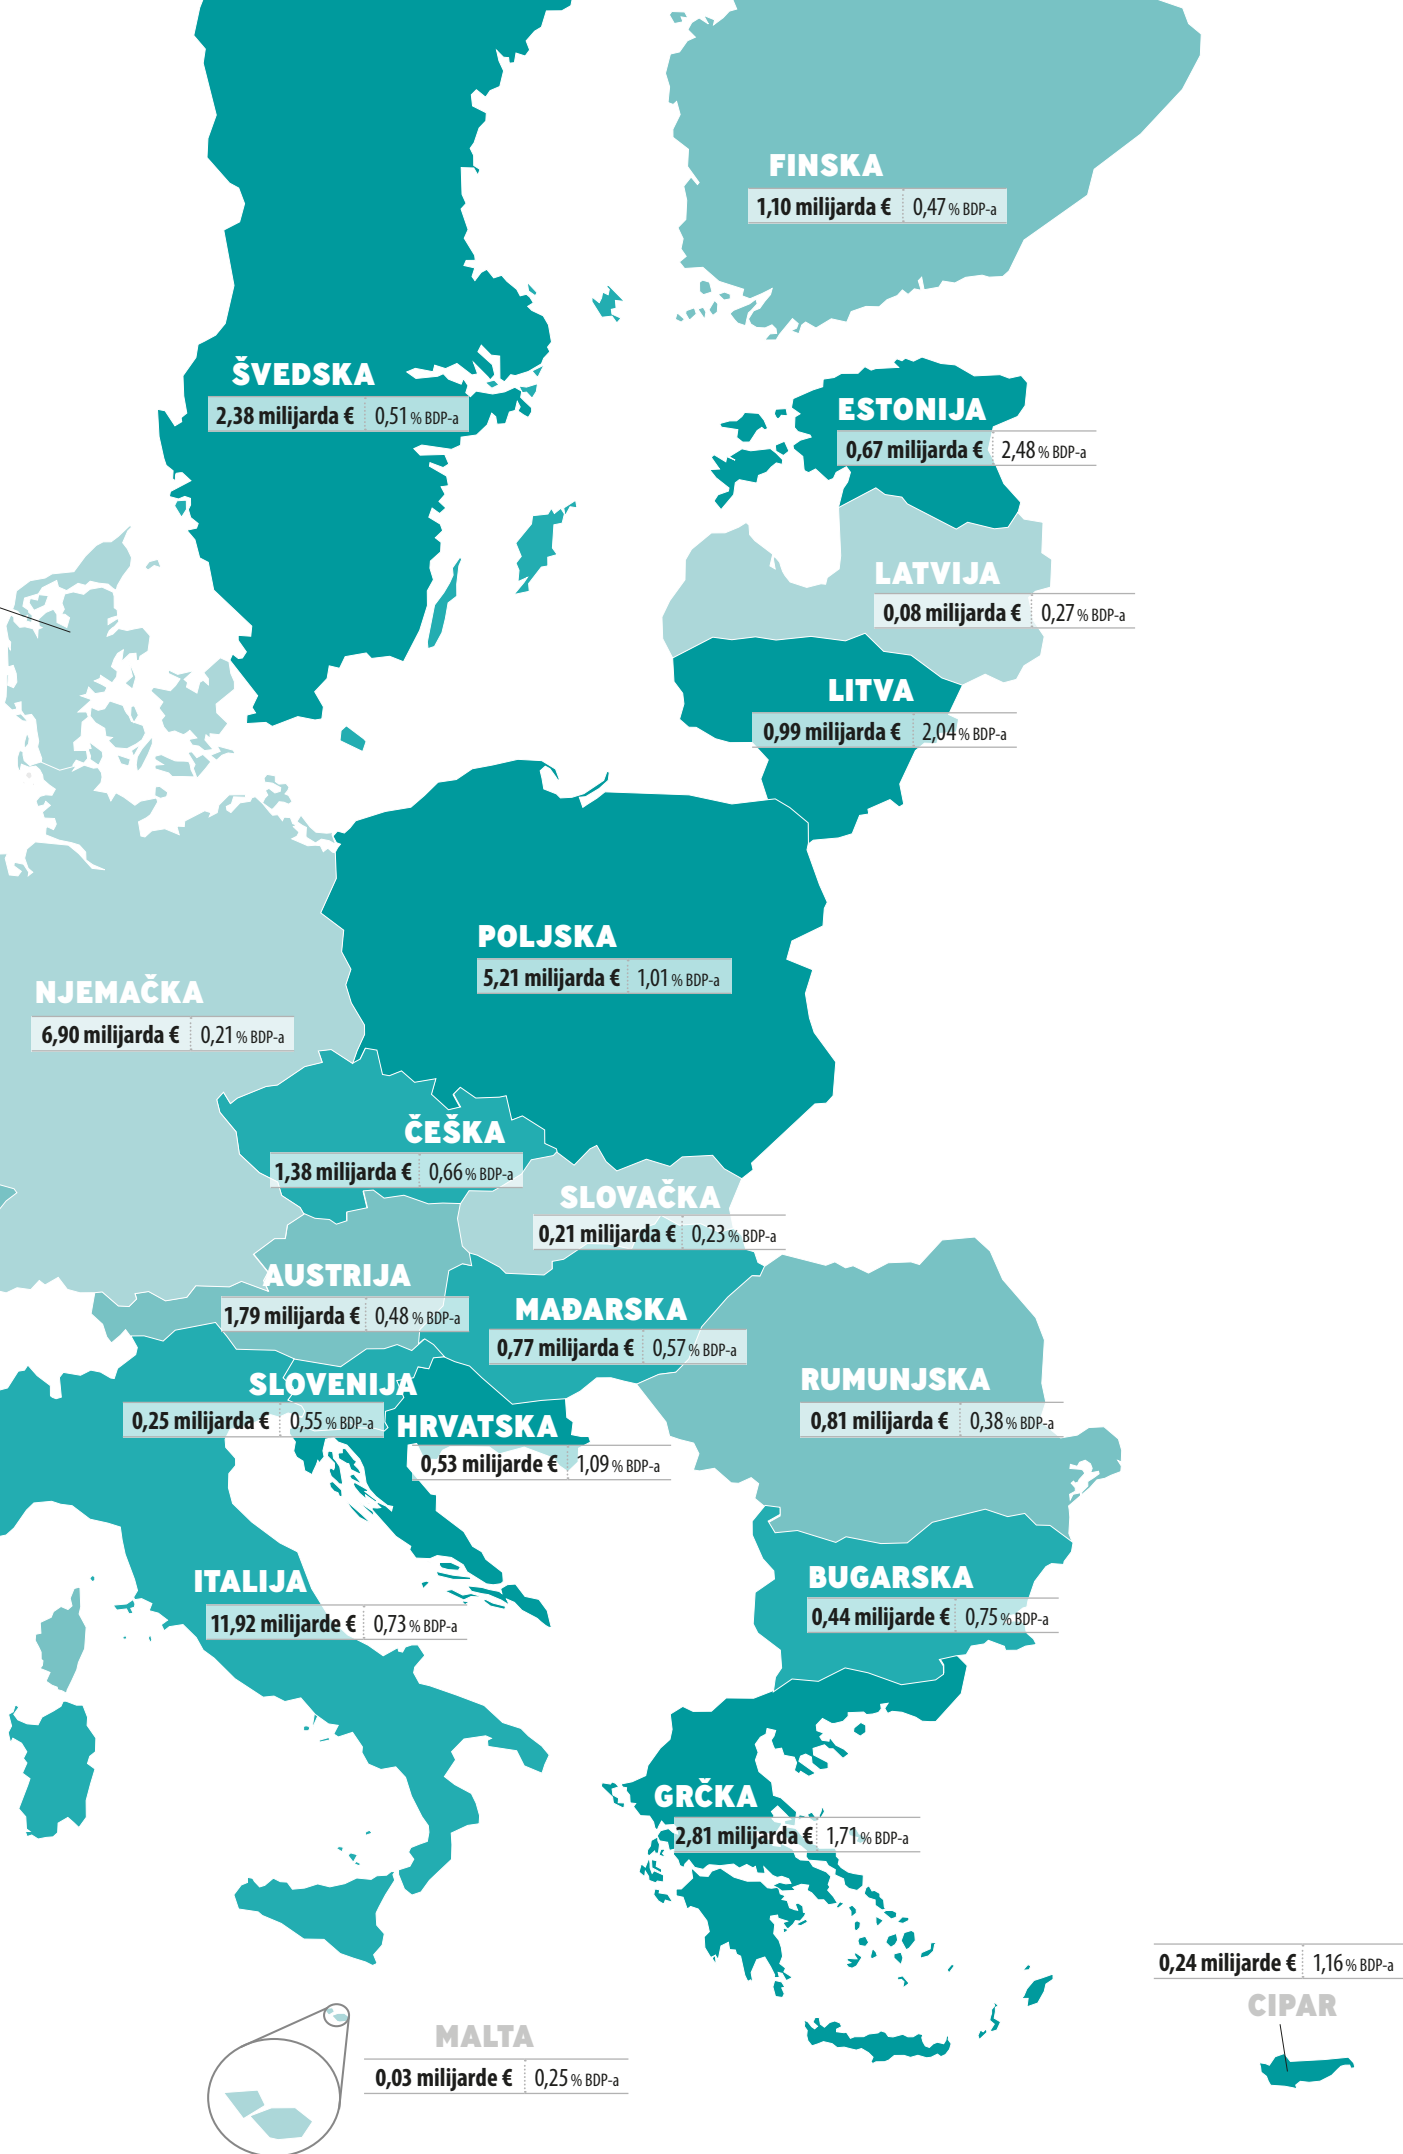 FINSKA
1,10 milijarda € 0,47 % BDP-a
ŠVEDSKA
2,38 milijarda € 0,51 % BDP-a
ESTONIJA
0,67 milijarda € 2,48 % BDP-a
LATVIJA
0,08 milijarda € 0,27 % BDP-a
LITVA
0,99 milijarda € 2,04 % BDP-a
POLJSKA
5,21 milijarda € 1,01 % BDP-a
NJEMAČKA
6,90 milijarda € 0,21 % BDP-a
ČEŠKA
1,38 milijarda € 0,66 % BDP-a
SLOVAČKA
0,21 milijarda € 0,23 % BDP-a
AUSTRIJA
1,79 milijarda € 0,48 % BDP-a
MAĐARSKA
0,77 milijarda € 0,57 % BDP-a
SLOVENIJA
0,25 milijarda € 0,55 % BDP-a
RUMUNJSKA
0,81 milijarda € 0,38 % BDP-a
HRVATSKA
0,53 milijarde € 1,09 % BDP-a
ITALIJA
11,92 milijarde € 0,73 % BDP-a
BUGARSKA
0,44 milijarde € 0,75 % BDP-a
GRČKA
2,81 milijarda € 1,71 % BDP-a
0,24 milijarde € 1,16 % BDP-a
CIPAR
MALTA
0,03 milijarde € 0,25 % BDP-a